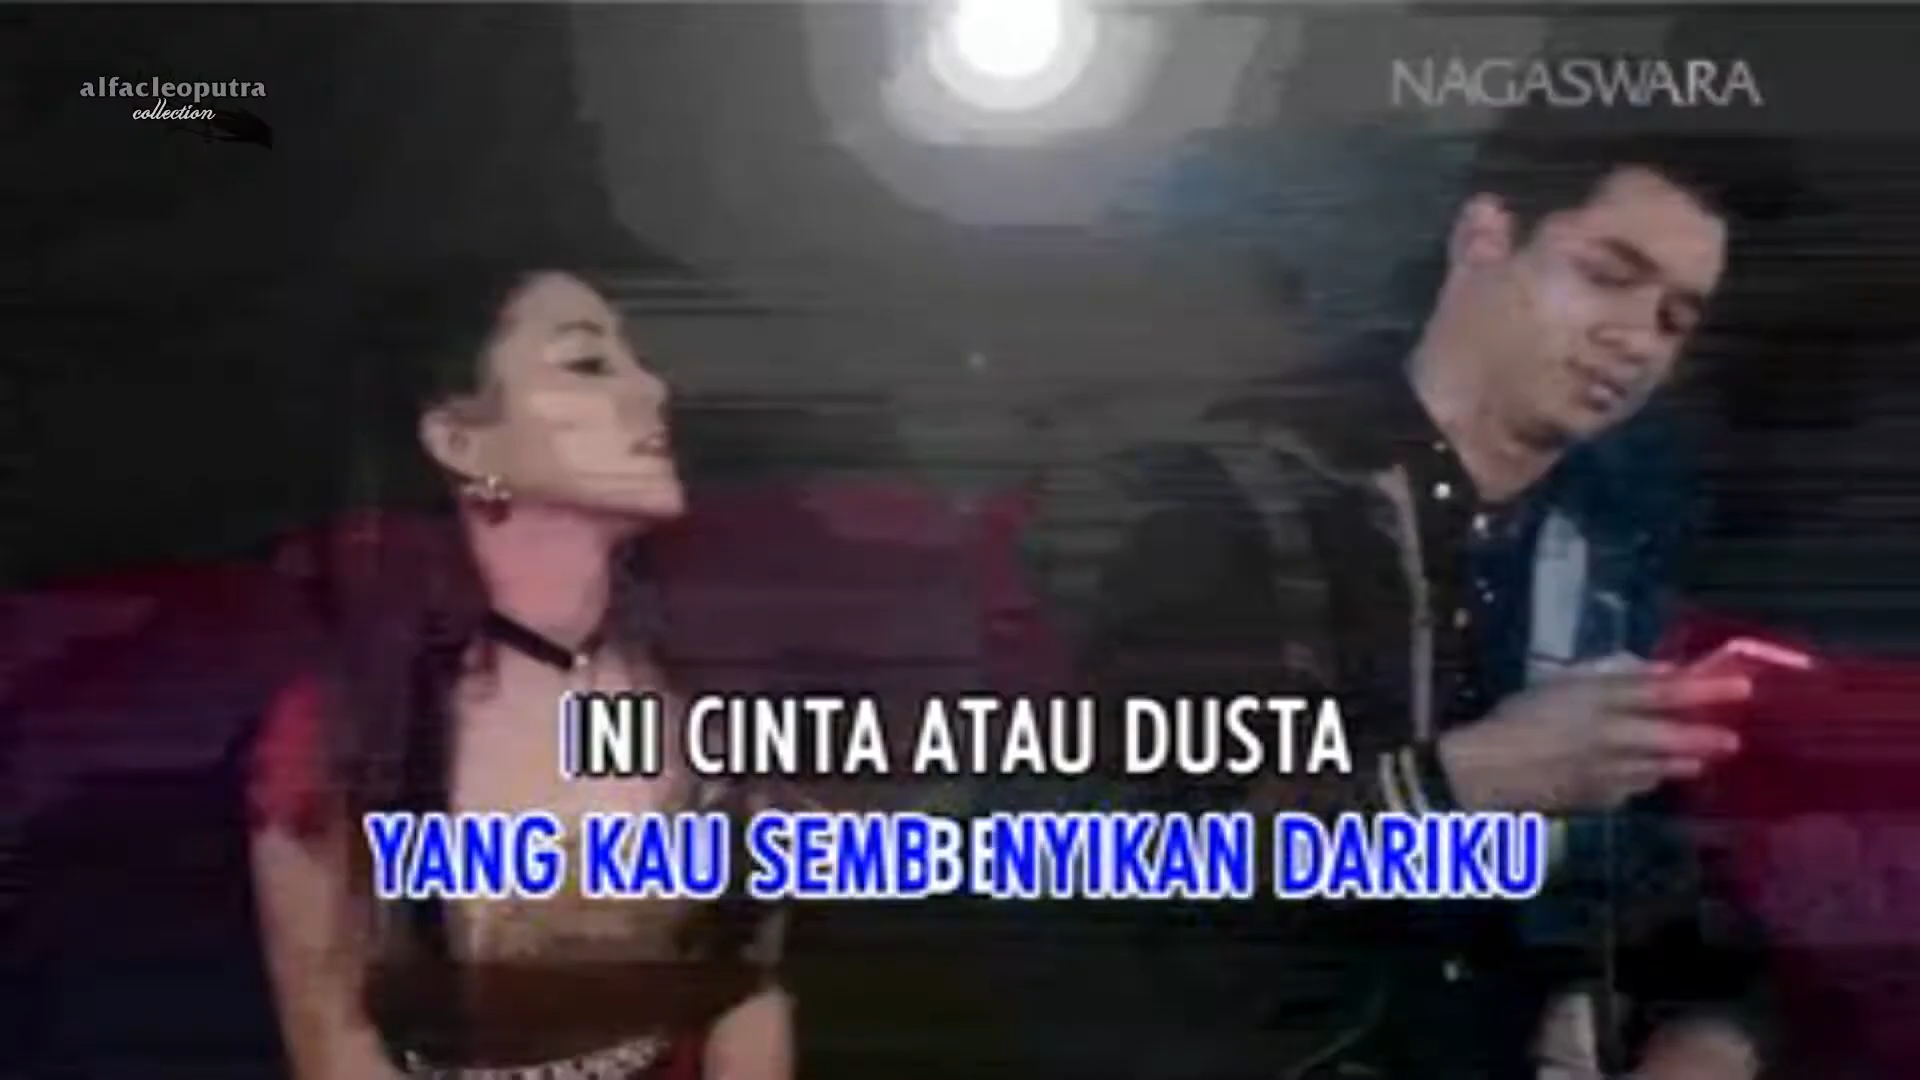 alfacleoputra
collection
NAGASWARA
INI CINTA ATAU DUSTA
YANG KAU SEMBBENYIKAN DARIKU